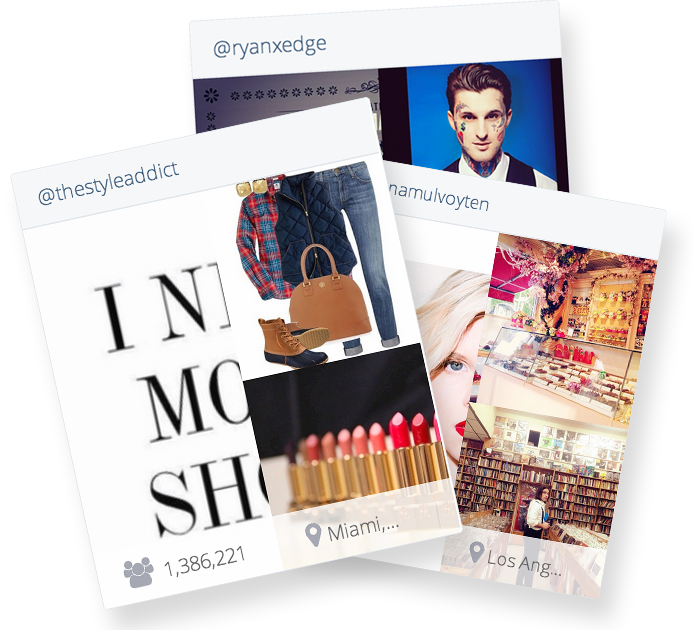 @ryanxedge
@thestyleaddict
namulvoyten
I N
MO
SHO
1,386,221
Miami,...
Los Ang...